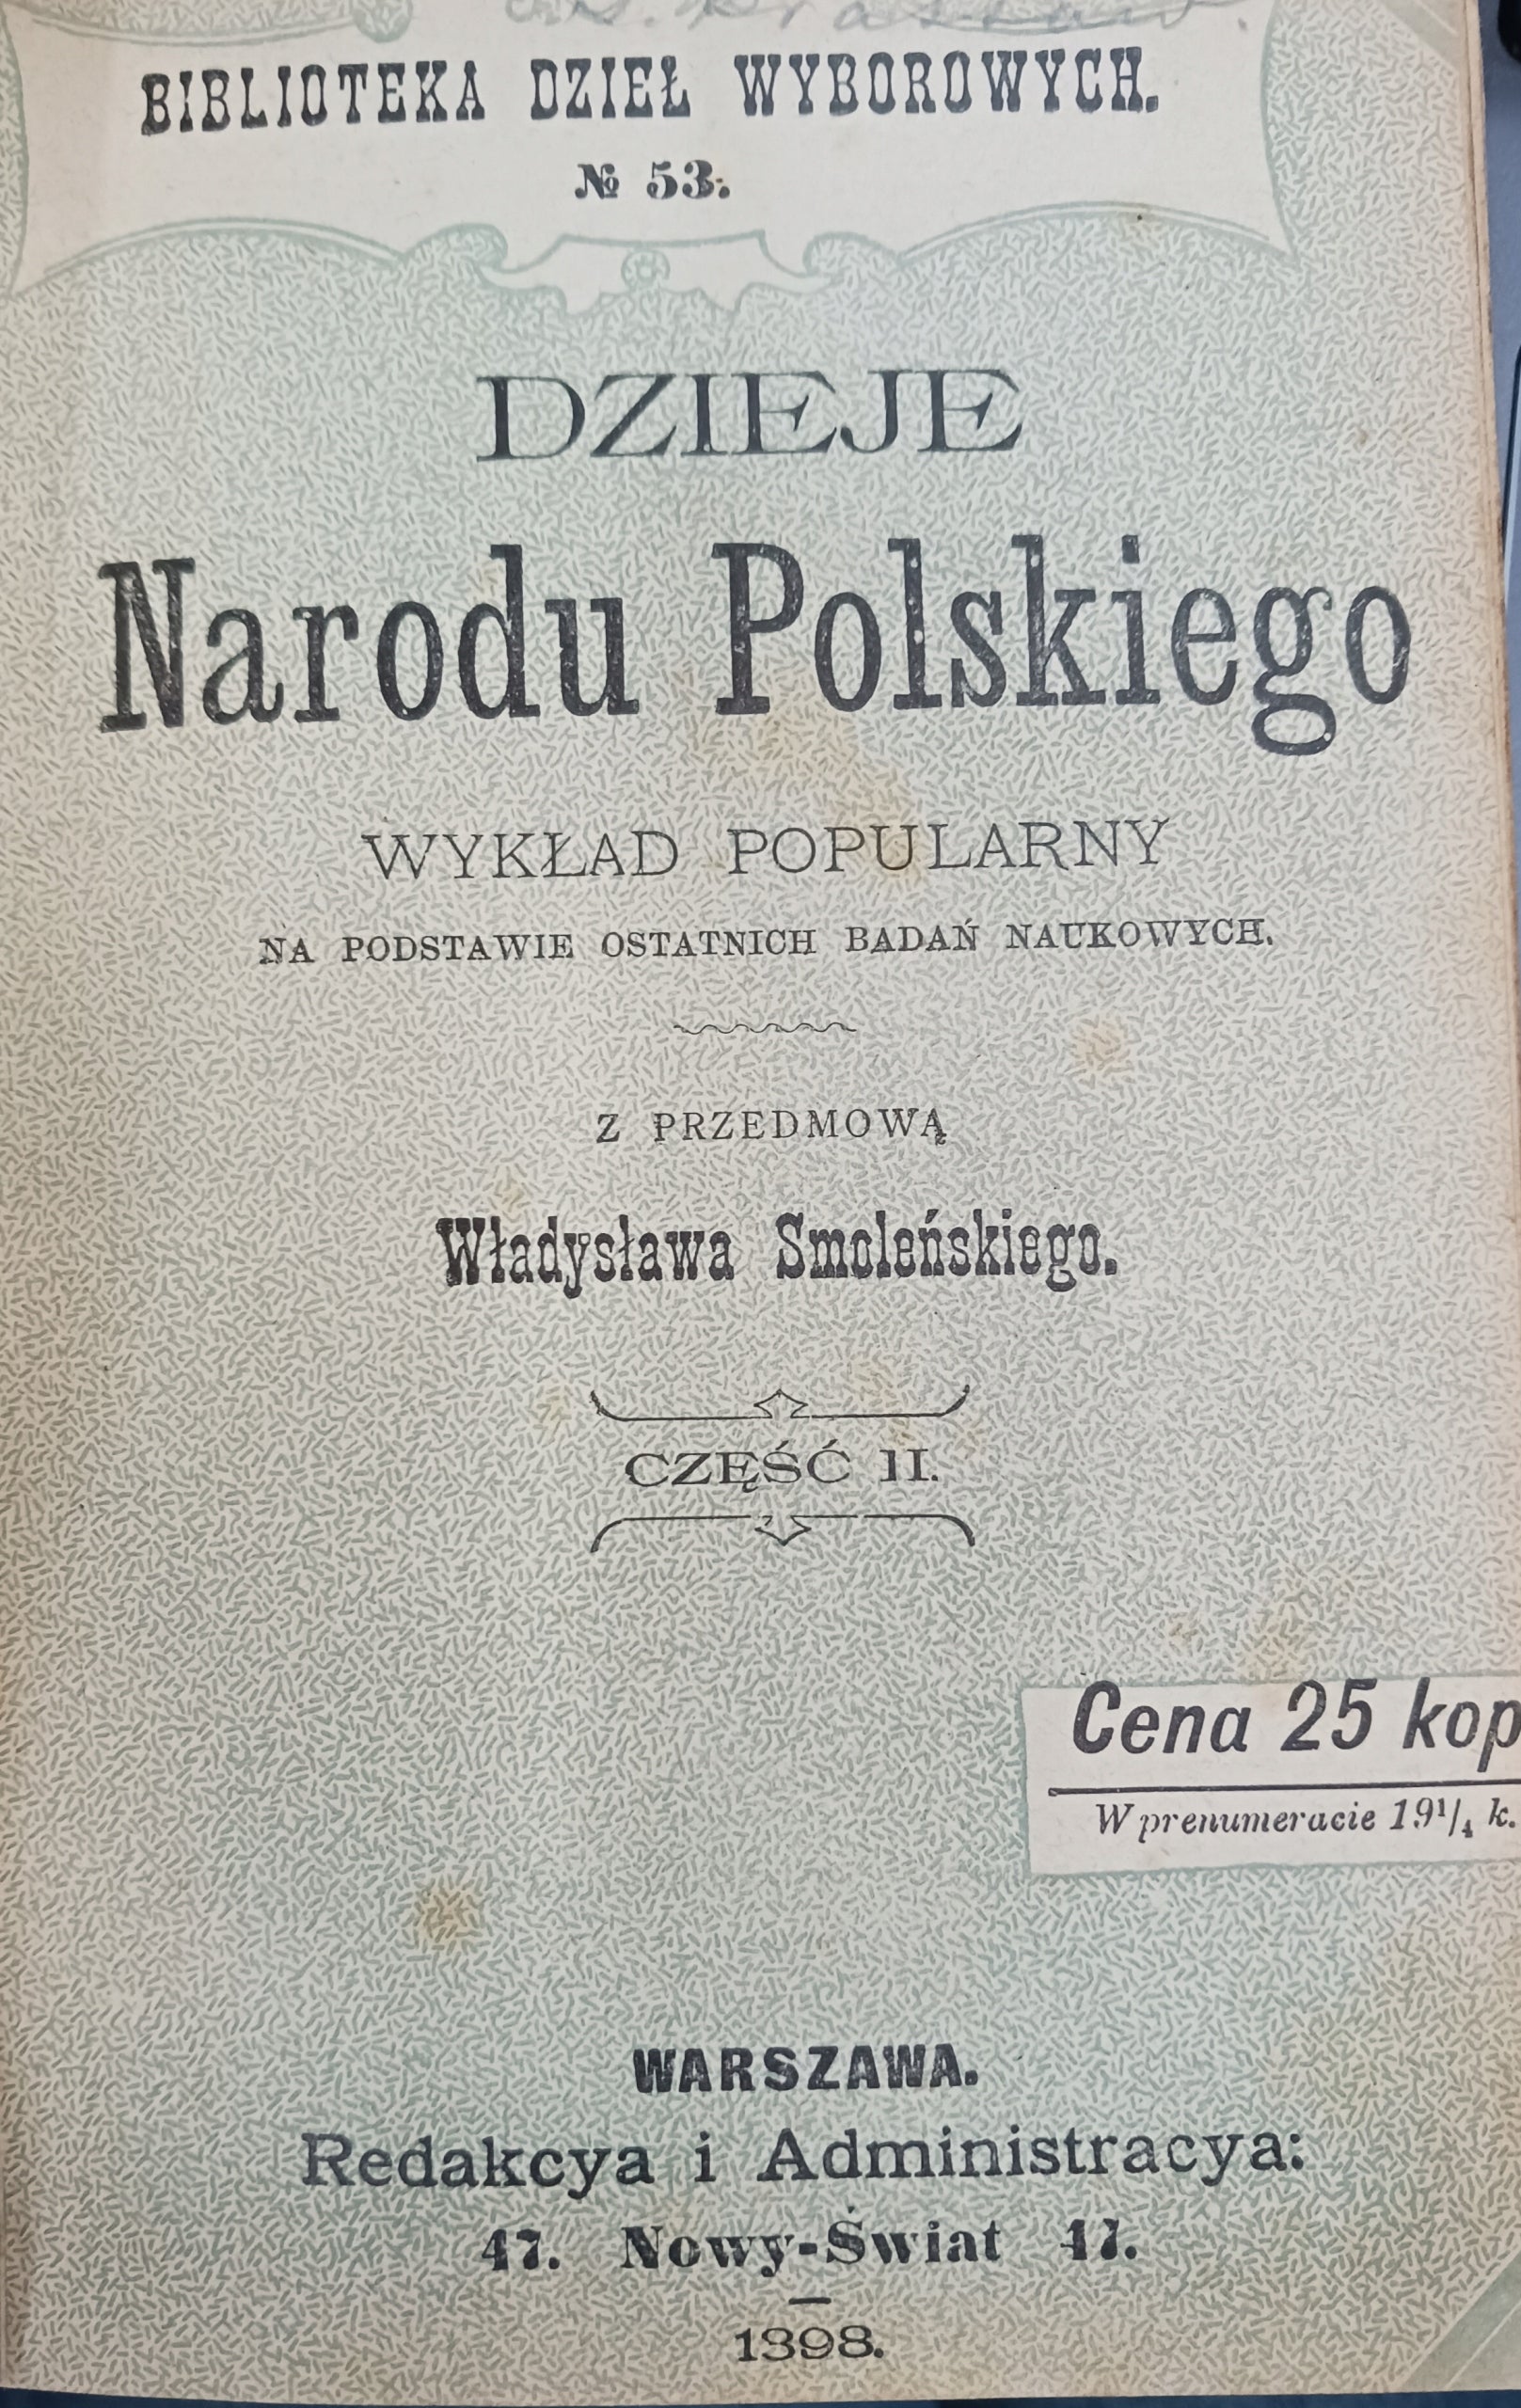 BIBLIOTEKA DZIEŁ WYBOROWYCH.
№ 53.
DZIEJE
Narodu Polskiego
WYKŁAD POPULARNY
NA PODSTAWIE OSTATNICH BADAŃ NAUKOWYCH.
Z PRZEDMOWĄ
Władysława Smoleńskiego.
CZĘŚĆ II.
Cena 25 kop
W prenumeracie 19¹/₄ k.
WARSZAWA.
Redakcya i Administracya:
47. Nowy-Świat 47.
1898.